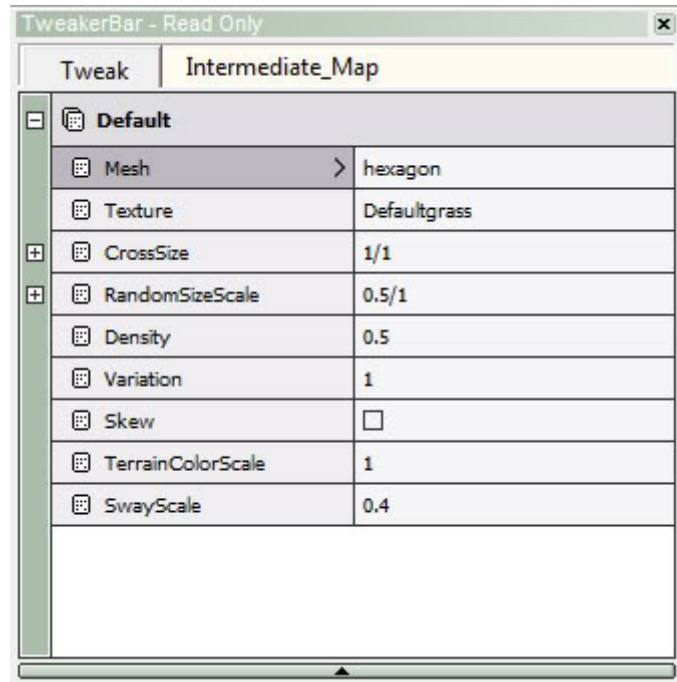 TweakerBar - Read Only
Tweak Intermediate_Map
Default
Mesh > hexagon
Texture Defaultgrass
CrossSize 1/1
RandomSizeScale 0.5/1
Density 0.5
Variation 1
Skew
TerrainColorScale 1
SwayScale 0.4